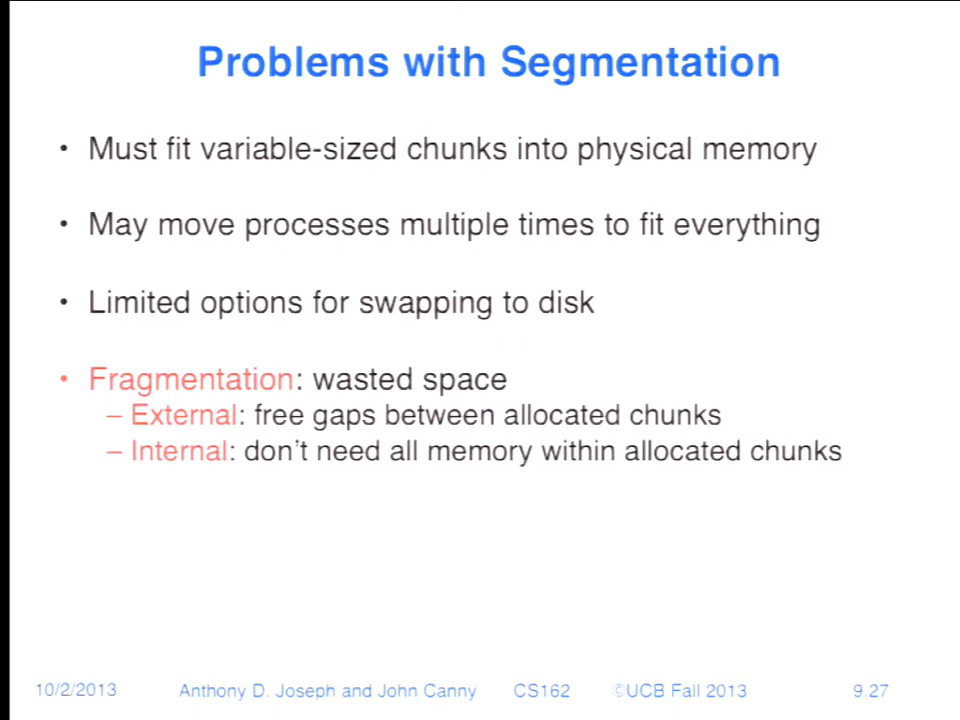 Problems with Segmentation
• Must fit variable-sized chunks into physical memory
• May move processes multiple times to fit everything
• Limited options for swapping to disk
• Fragmentation: wasted space
– External: free gaps between allocated chunks
– Internal: don't need all memory within allocated chunks
10/2/2013 Anthony D. Joseph and John Canny CS162 ©UCB Fall 2013 9.27